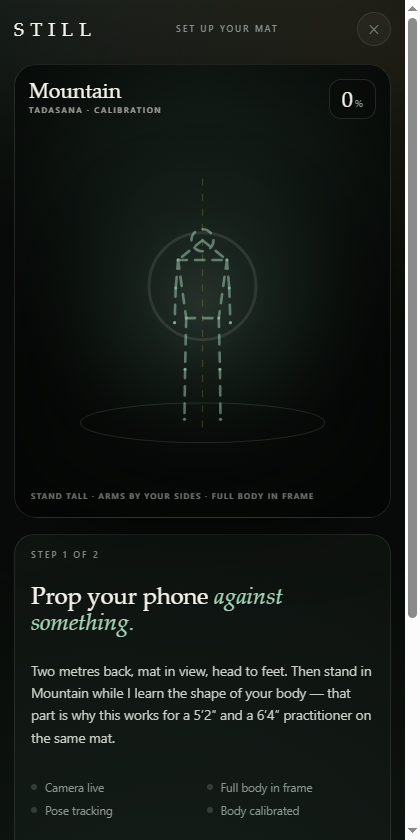 STILL
SET UP YOUR MAT
Mountain
TADASANA · CALIBRATION
0%
STAND TALL · ARMS BY YOUR SIDES · FULL BODY IN FRAME
STEP 1 OF 2
Prop your phone against
something.
Two metres back, mat in view, head to feet. Then stand in
Mountain while I learn the shape of your body — that
part is why this works for a 5′2″ and a 6′4″ practitioner on
the same mat.
Camera live
Full body in frame
Pose tracking
Body calibrated